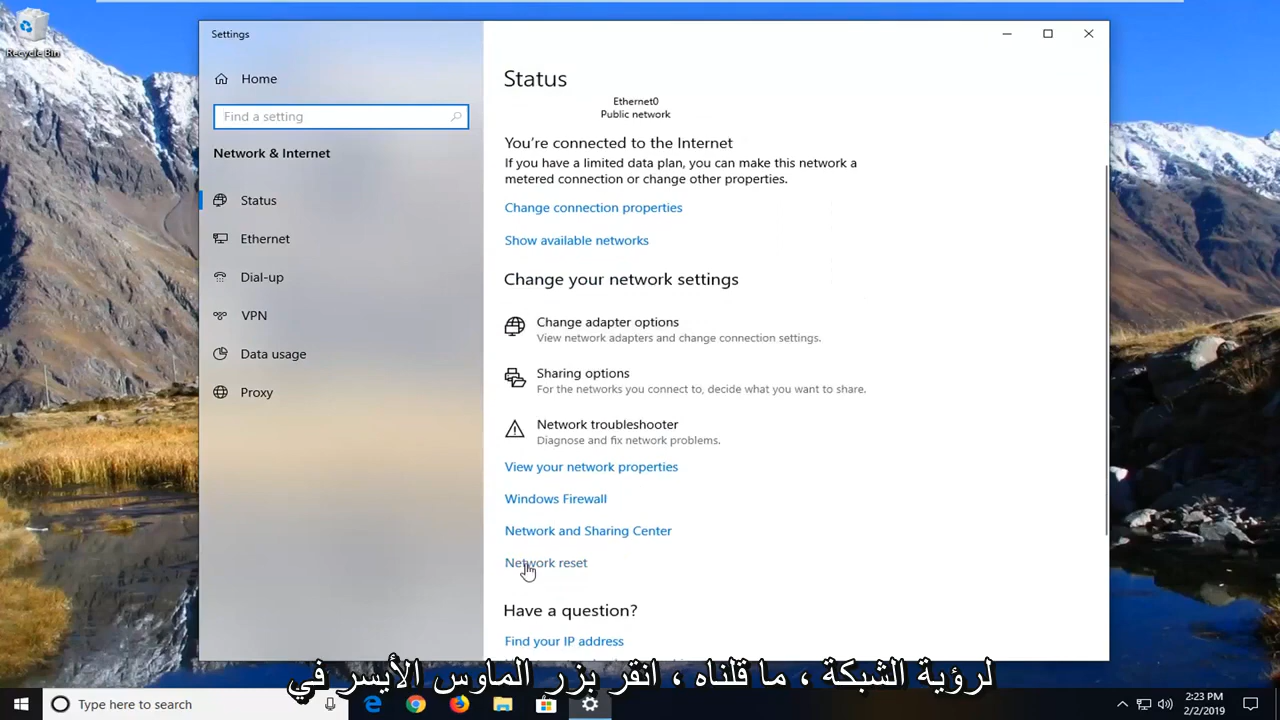 Recycle Bin
Settings
Home
Find a setting
Network & Internet
Status
Ethernet
Dial-up
VPN
Data usage
Proxy
Status
Ethernet0
Public network
You're connected to the Internet
If you have a limited data plan, you can make this network a
metered connection or change other properties.
Change connection properties
Show available networks
Change your network settings
Change adapter options
View network adapters and change connection settings.
Sharing options
For the networks you connect to, decide what you want to share.
Network troubleshooter
Diagnose and fix network problems.
View your network properties
Windows Firewall
Network and Sharing Center
Network reset
Have a question?
Find your IP address
لرؤية الشبكة ، ما قلناه ، انقر بزر الماوس الأيسر في
Type here to search
2:23 PM
2/2/2019